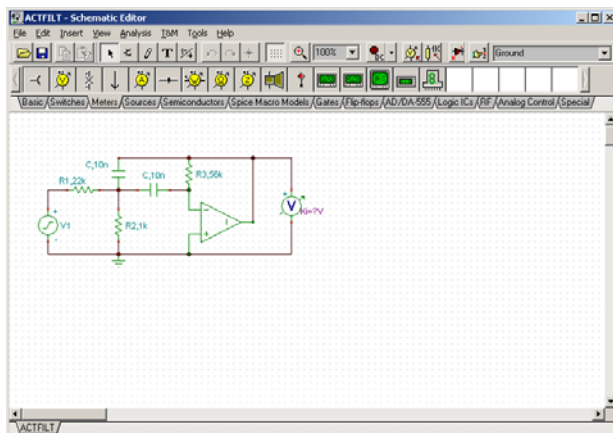 ACTFILT - Schematic Editor
File Edit Insert View Analysis T&M Tools Help
T 100% DC Ground
Basic Switches Meters Sources Semiconductors Spice Macro Models Gates Flip-flops AD/DA-555 Logic ICs RF Analog Control Special
C,10n
C,10n
R3,56k
R1,22k
R2,1k
V1
V
+
-
ACTFILT